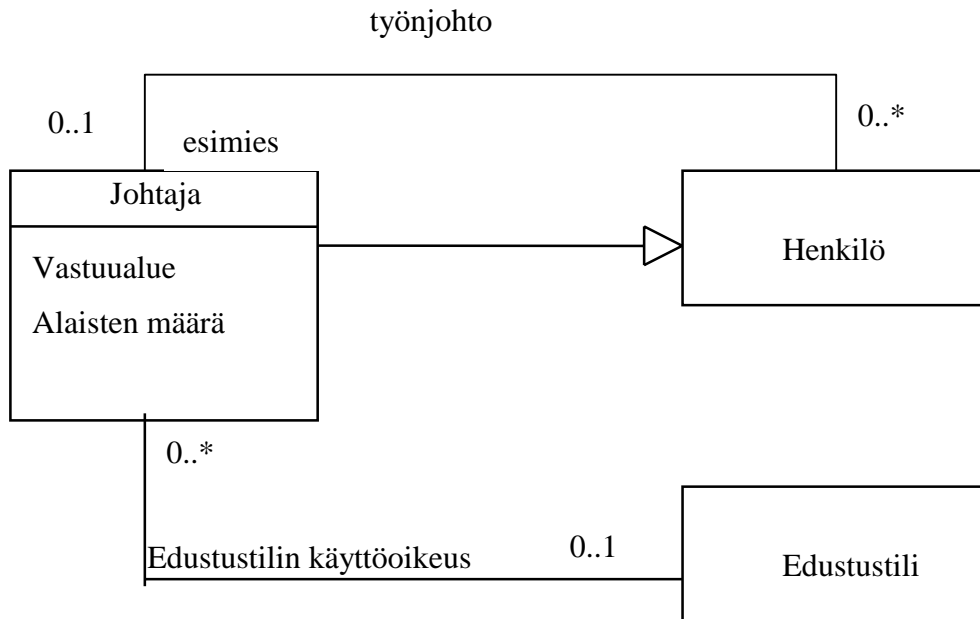 työnjohto
0..1
0..*
esimies
Johtaja
Henkilö
Vastuualue
Alaisten määrä
0..*
Edustustilin käyttöoikeus
0..1
Edustustili